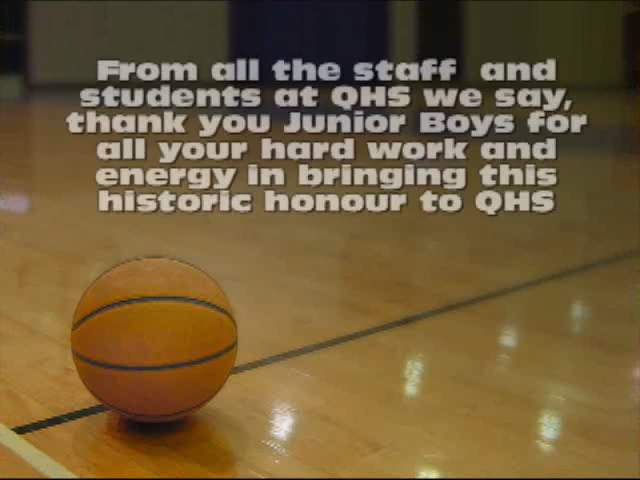 From all the staff and
students at QHS we say,
thank you Junior Boys for
all your hard work and
energy in bringing this
historic honour to QHS